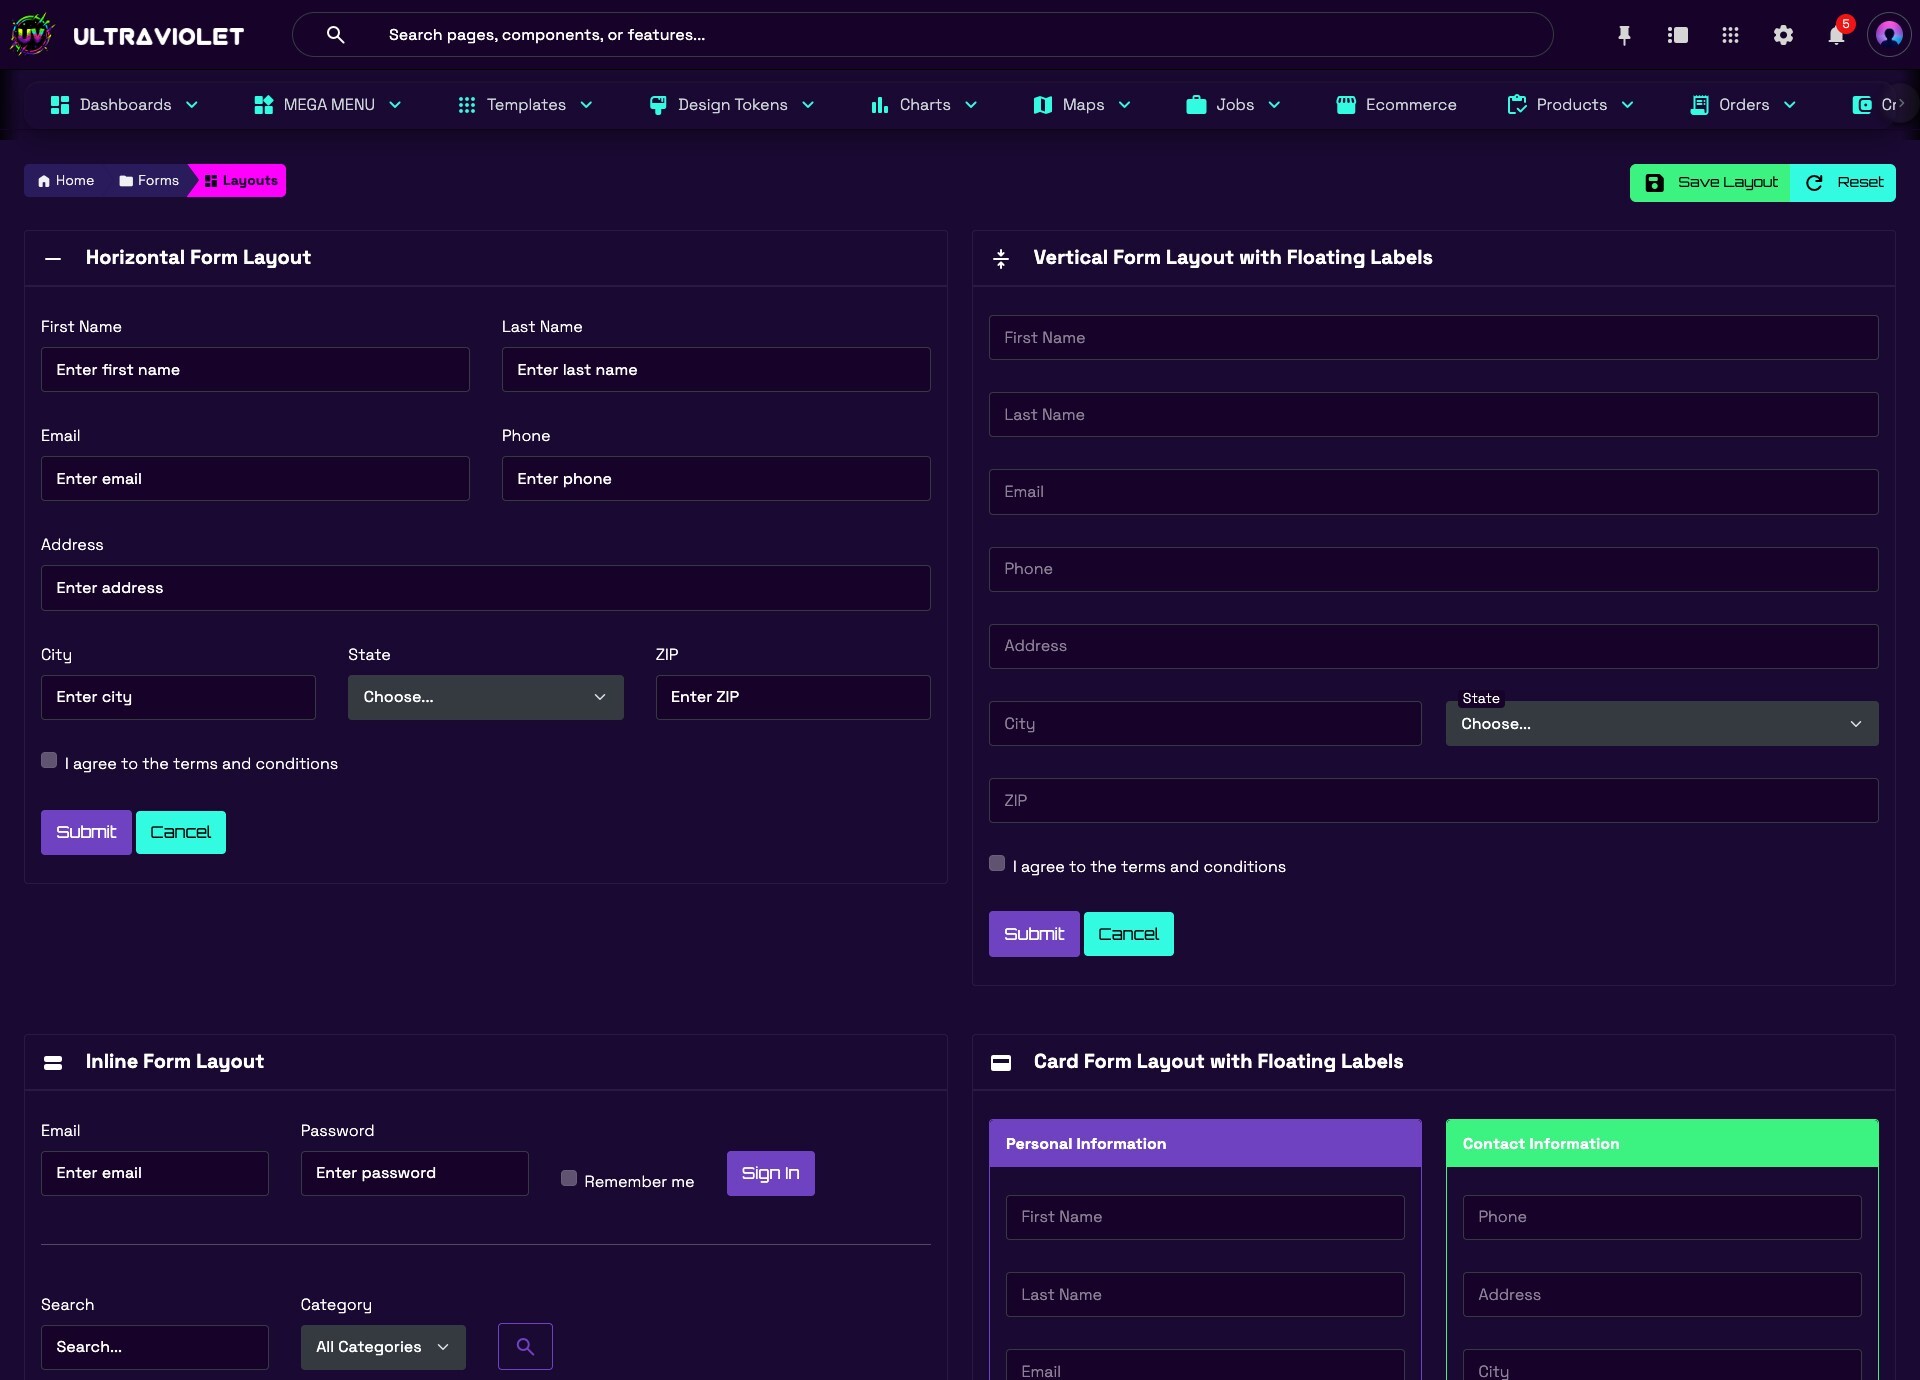 UV ULTRAVIOLET
Search pages, components, or features...
5
Dashboards MEGA MENU Templates Design Tokens Charts Maps Jobs Ecommerce Products Orders
Home Forms Layouts
Save Layout Reset
Horizontal Form Layout
First Name Last Name
Enter first name Enter last name
Email Phone
Enter email Enter phone
Address
Enter address
City State ZIP
Enter city Choose... Enter ZIP
I agree to the terms and conditions
Submit Cancel
Vertical Form Layout with Floating Labels
First Name
Last Name
Email
Phone
Address
State
City Choose...
ZIP
I agree to the terms and conditions
Submit Cancel
Inline Form Layout
Email Password
Enter email Enter password Remember me Sign In
Search Category
Search... All Categories
Card Form Layout with Floating Labels
Personal Information
First Name
Last Name
Email
Contact Information
Phone
Address
City